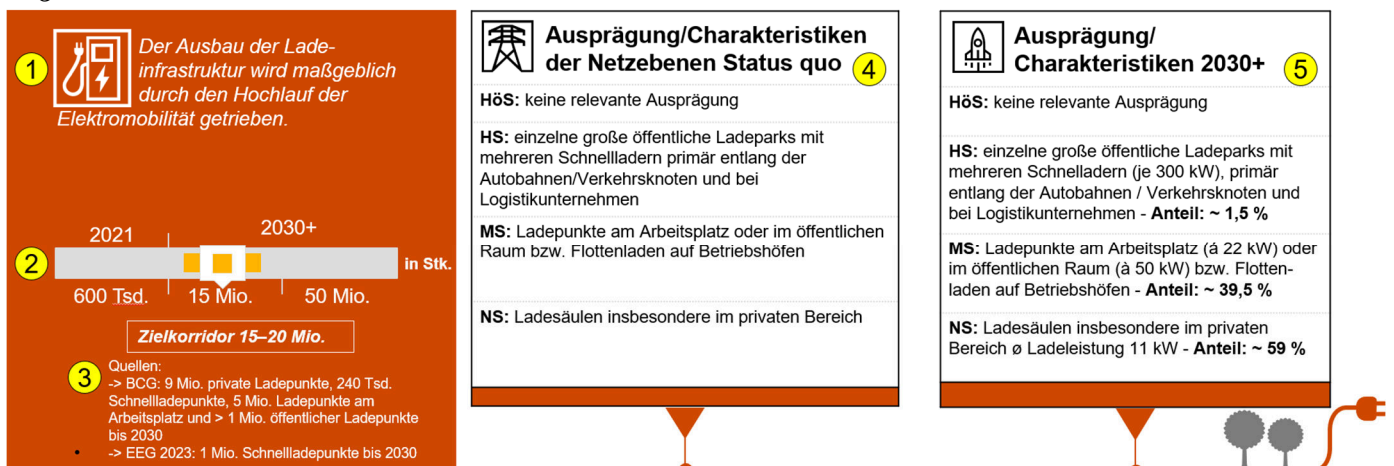 1
Der Ausbau der Lade-
infrastruktur wird maßgeblich
durch den Hochlauf der
Elektromobilität getrieben.
2021
2030+
2
in Stk.
600 Tsd.
15 Mio.
50 Mio.
Zielkorridor 15–20 Mio.
3
Quellen:
-> BCG: 9 Mio. private Ladepunkte, 240 Tsd.
Schnellladepunkte, 5 Mio. Ladepunkte am
Arbeitsplatz und > 1 Mio. öffentlicher Ladepunkte
bis 2030
-> EEG 2023: 1 Mio. Schnellladepunkte bis 2030
Ausprägung/Charakteristiken
der Netzebenen Status quo
4
HöS: keine relevante Ausprägung
HS: einzelne große öffentliche Ladeparks mit
mehreren Schnellladern primär entlang der
Autobahnen/Verkehrsknoten und bei
Logistikunternehmen
MS: Ladepunkte am Arbeitsplatz oder im öffentlichen
Raum bzw. Flottenladen auf Betriebshöfen
NS: Ladesäulen insbesondere im privaten Bereich
Ausprägung/
Charakteristiken 2030+
5
HöS: keine relevante Ausprägung
HS: einzelne große öffentliche Ladeparks mit
mehreren Schnelladern (je 300 kW), primär
entlang der Autobahnen / Verkehrsknoten und
bei Logistikunternehmen - Anteil: ~ 1,5 %
MS: Ladepunkte am Arbeitsplatz (á 22 kW) oder
im öffentlichen Raum (à 50 kW) bzw. Flotten-
laden auf Betriebshöfen - Anteil: ~ 39,5 %
NS: Ladesäulen insbesondere im privaten
Bereich ø Ladeleistung 11 kW - Anteil: ~ 59 %